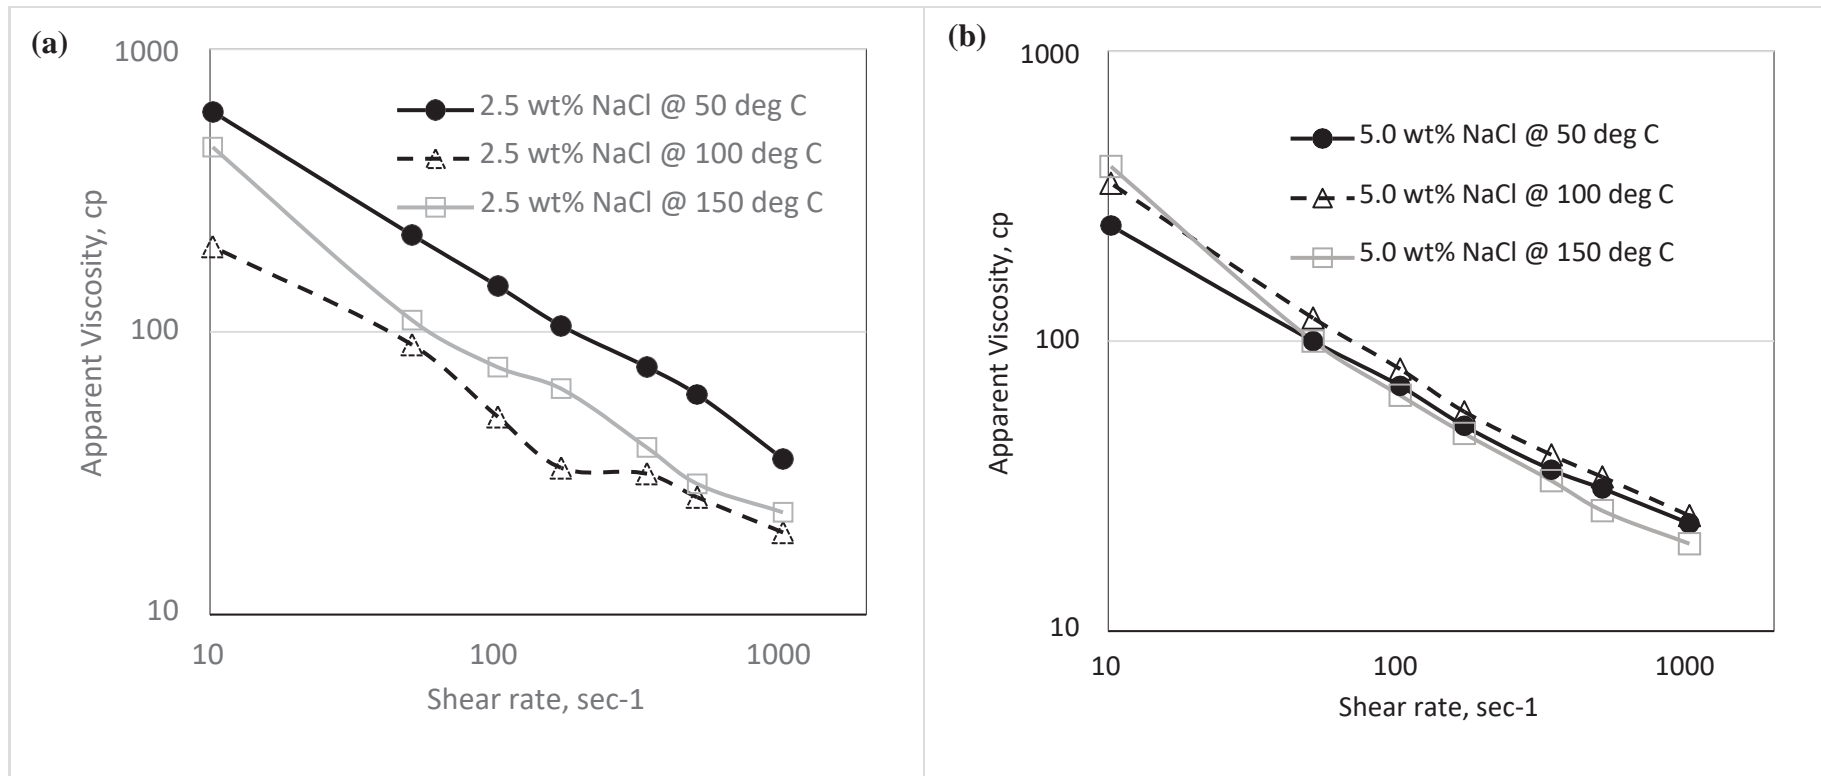 (a)
1000
100
10
10
100
1000
Apparent Viscosity, cp
Shear rate, sec-1
2.5 wt% NaCl @ 50 deg C
2.5 wt% NaCl @ 100 deg C
2.5 wt% NaCl @ 150 deg C
(b)
1000
100
10
10
100
1000
Apparent Viscosity, cp
Shear rate, sec-1
5.0 wt% NaCl @ 50 deg C
5.0 wt% NaCl @ 100 deg C
5.0 wt% NaCl @ 150 deg C